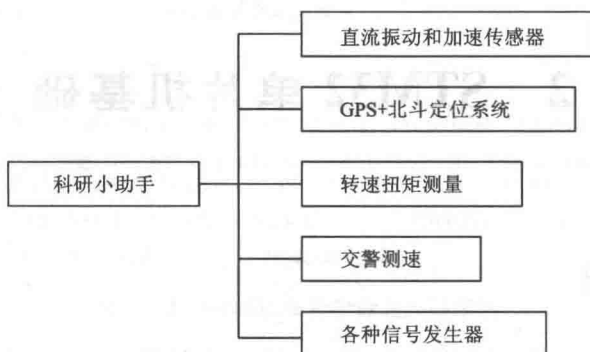 直流振动和加速传感器
GPS+北斗定位系统
科研小助手
转速扭矩测量
交警测速
各种信号发生器